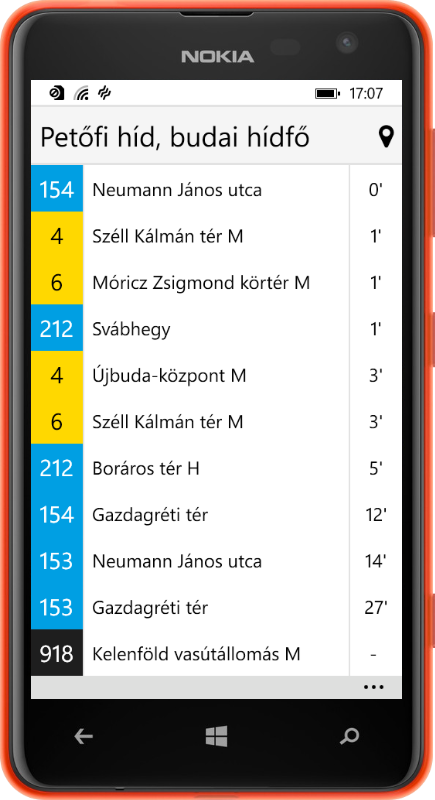 NOKIA
17:07
Petőfi híd, budai hídfő
154 Neumann János utca 0'
4 Széll Kálmán tér M 1'
6 Móricz Zsigmond körtér M 1'
212 Svábhegy 1'
4 Újbuda-központ M 3'
6 Széll Kálmán tér M 3'
212 Boráros tér H 5'
154 Gazdagréti tér 12'
153 Neumann János utca 14'
153 Gazdagréti tér 27'
918 Kelenföld vasútállomás M -